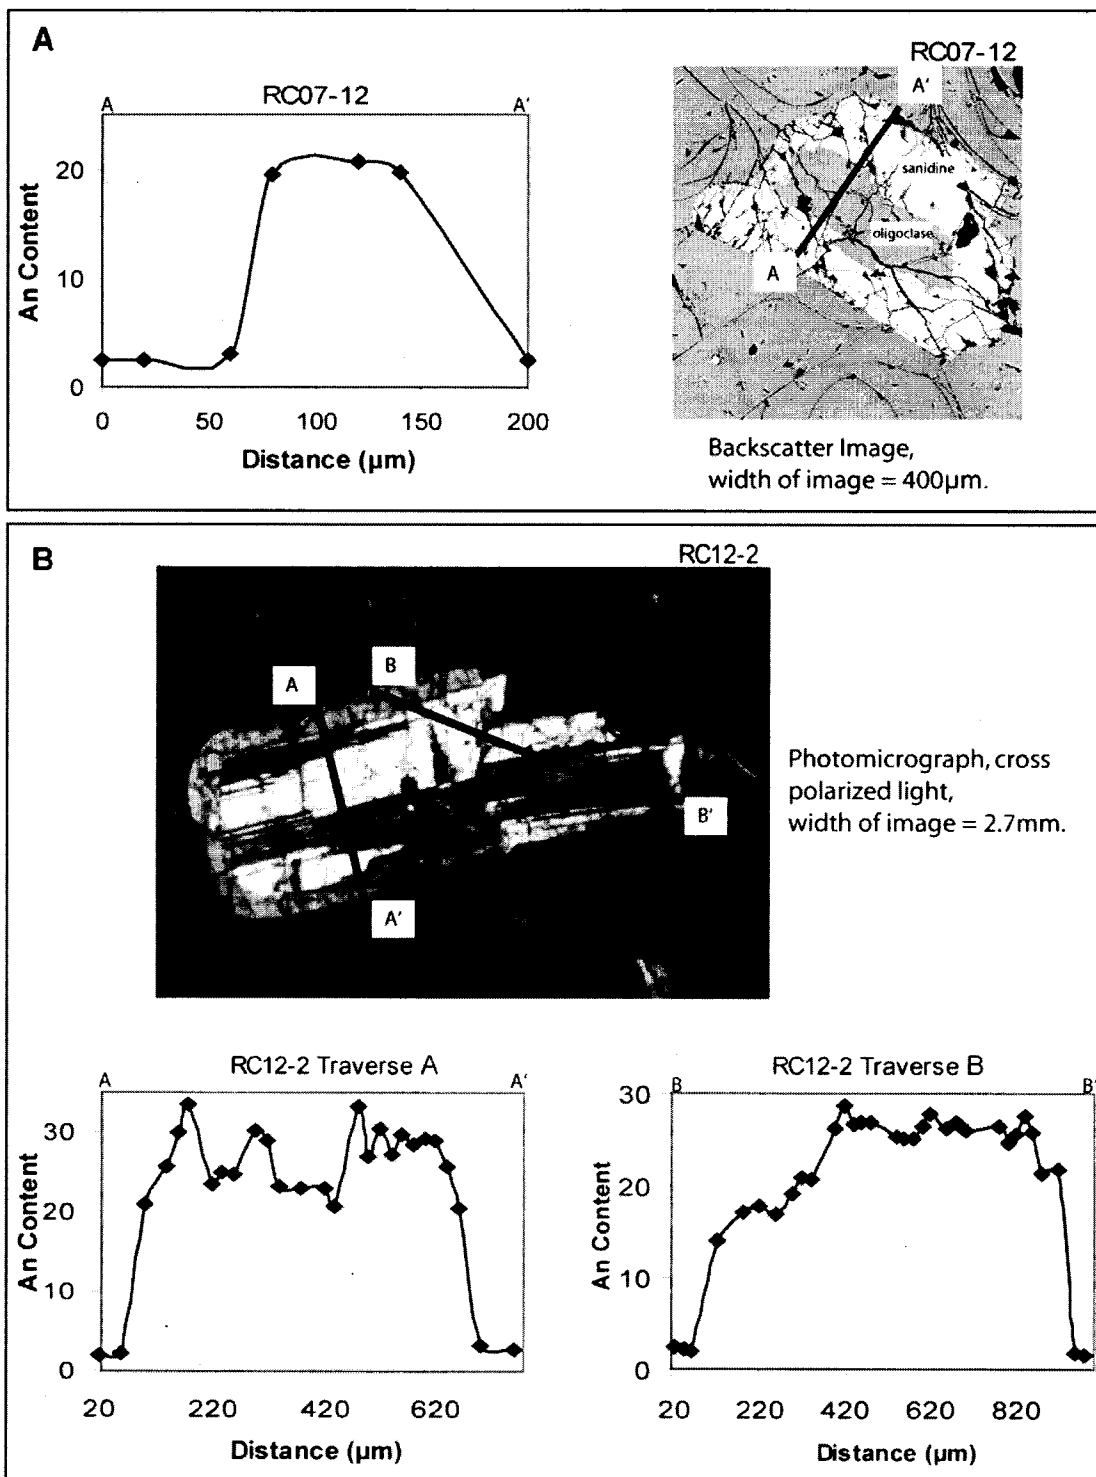 A
RC07-12
RC07-12
A
A'
An Content
20
10
0
0 50 100 150 200
Distance (µm)
A'
sanidine
oligoclase
A
Backscatter Image,
width of image = 400µm.
B
RC12-2
A
B
B'
A'
Photomicrograph, cross
polarized light,
width of image = 2.7mm.
RC12-2 Traverse A
A
A'
An Content
30
20
10
0
20 220 420 620
Distance (µm)
RC12-2 Traverse B
B
B'
An Content
30
20
10
0
20 220 420 620 820
Distance (µm)